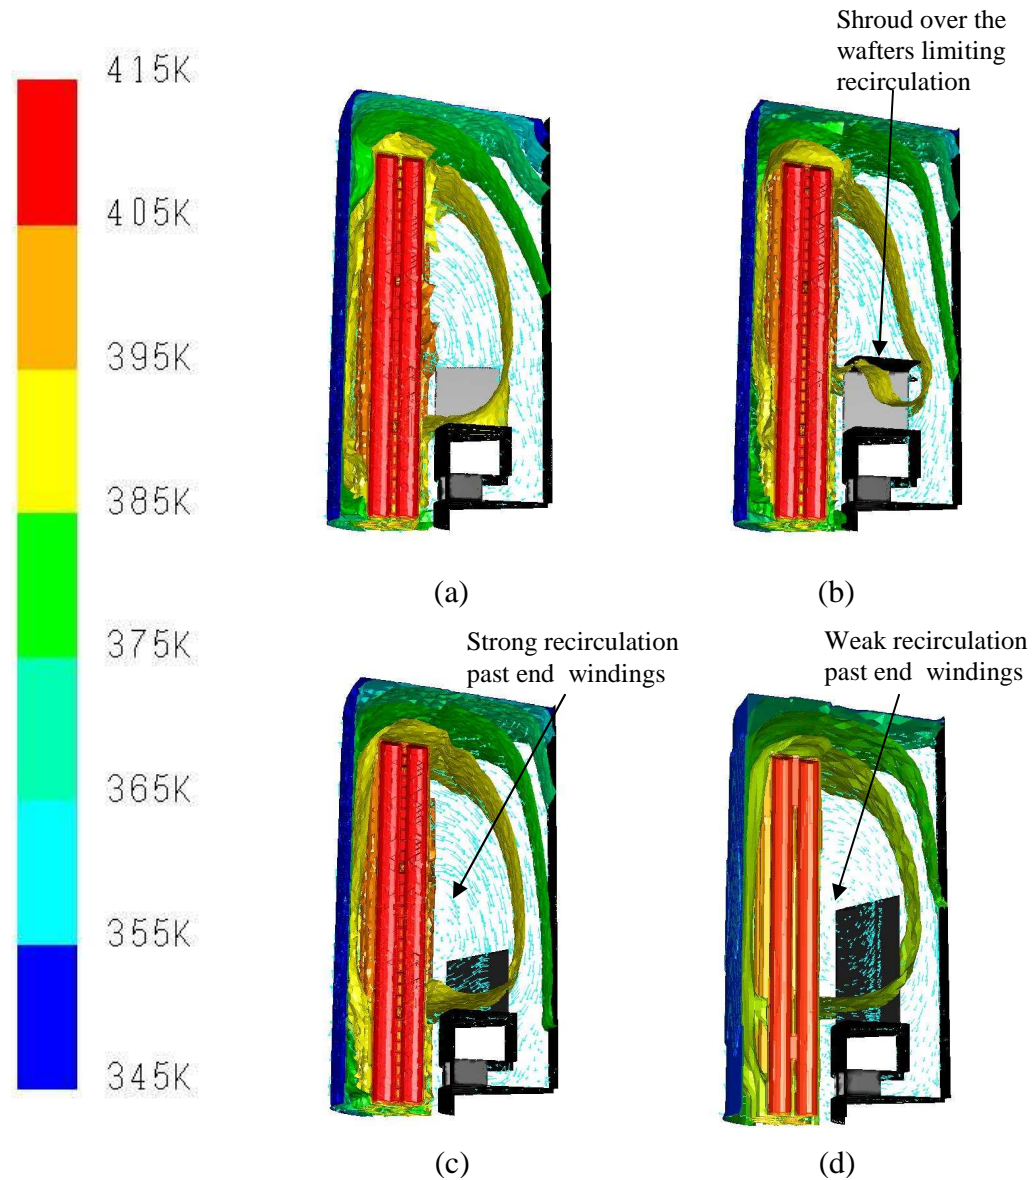 415K
405K
395K
385K
375K
365K
355K
345K
Shroud over the
wafters limiting
recirculation
(a)
(b)
Strong recirculation
past end windings
Weak recirculation
past end windings
(c)
(d)